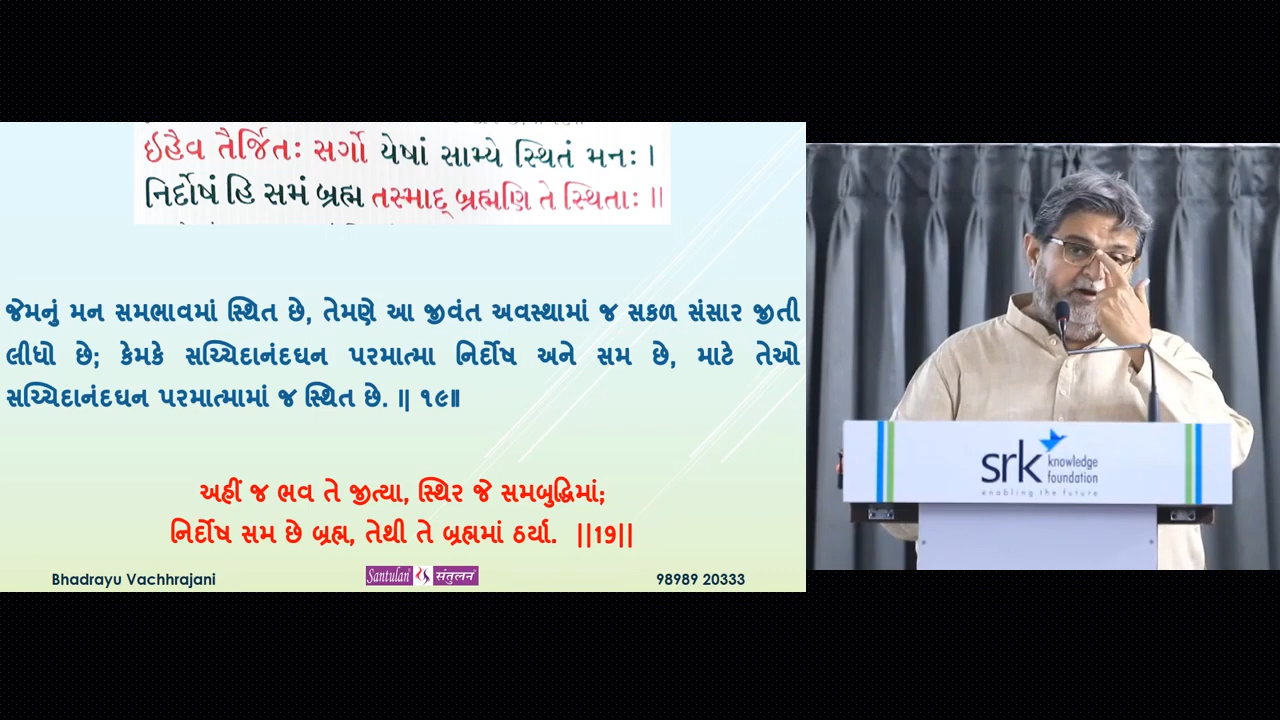 ઇહૈવ તૈર્જિતઃ સર્ગો યેષાં સામ્યે સ્થિતં મનઃ ।
નિર્દોષં હિ સમં બ્રહ્મ તસ્માદ્ બ્રહ્મણિ તે સ્થિતાઃ ॥
જેમનું મન સમભાવમાં સ્થિત છે, તેમણે આ જીવંત અવસ્થામાં જ સકળ સંસાર જીતી
લીધો છે; કેમકે સચ્ચિદાનંદઘન પરમાત્મા નિર્દોષ અને સમ છે, માટે તેઓ
સચ્ચિદાનંદઘન પરમાત્મામાં જ સ્થિત છે. || ૧૯॥
અહીં જ ભવ તે જીત્યા, સ્થિર જે સમબુદ્ધિમાં;
નિર્દોષ સમ છે બ્રહ્મ, તેથી તે બ્રહ્મમાં ઠર્યા. ||19||
Bhadrayu Vachhrajani
Santulan સંતુલન
98989 20333
srk knowledge
foundation
enabling the future